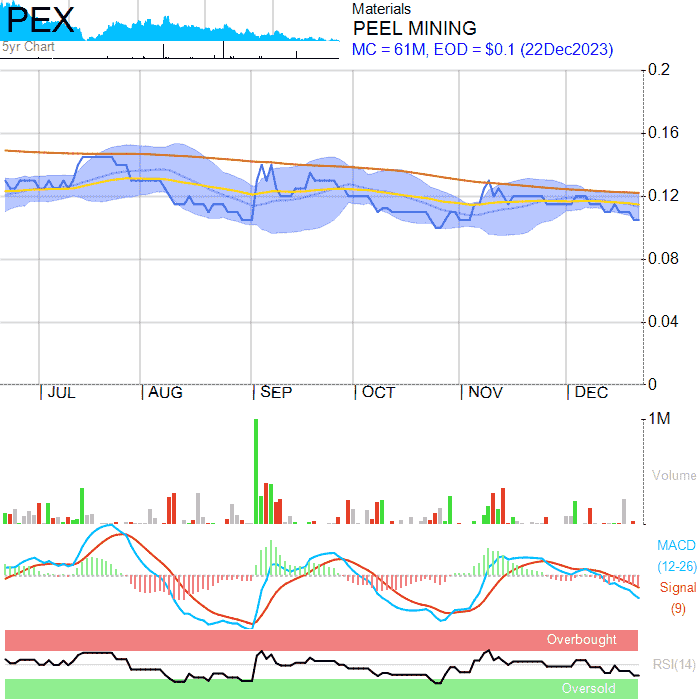 PEX
5yr Chart
Materials
PEEL MINING
MC = 61M, EOD = $0.1 (22Dec2023)
0.2
0.16
0.12
0.08
0.04
0
JUL AUG SEP OCT NOV DEC
1M
Volume
MACD
(12-26)
Signal
(9)
Overbought
RSI(14)
Oversold